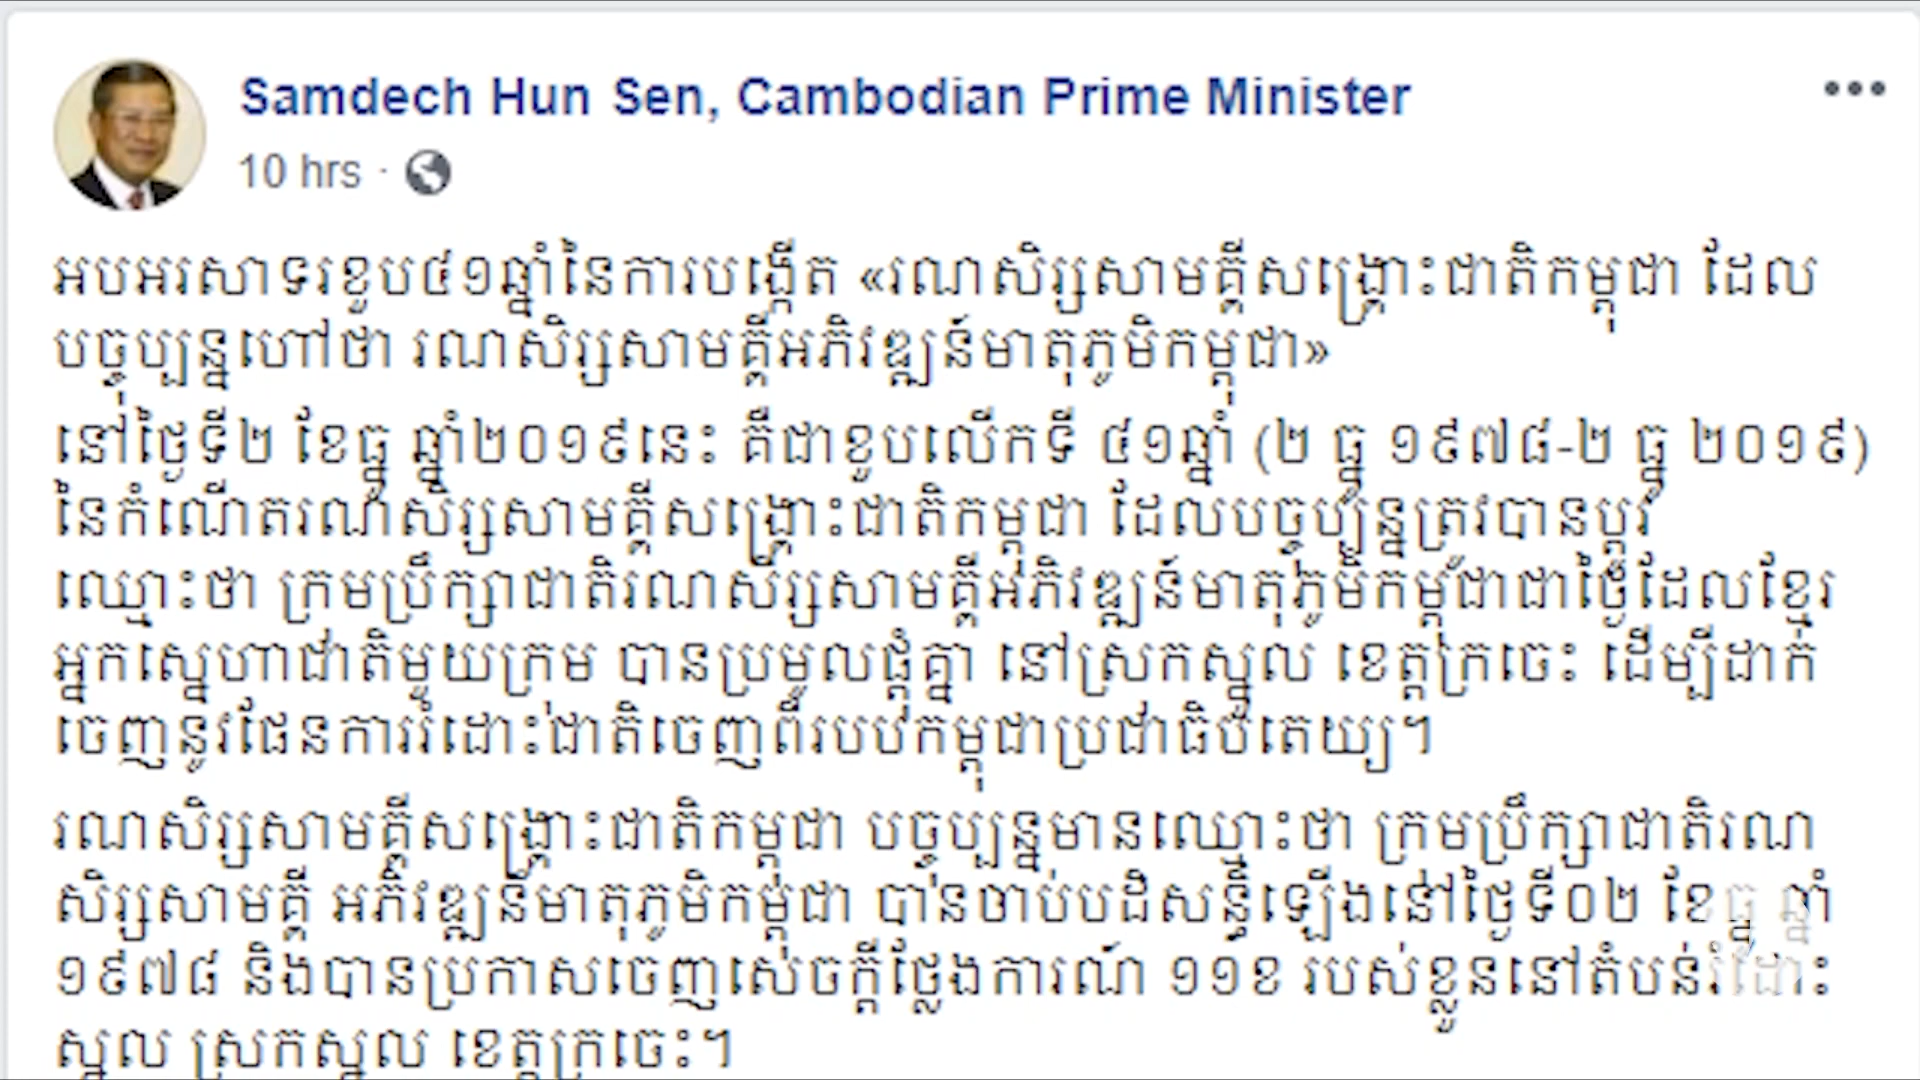 Samdech Hun Sen, Cambodian Prime Minister
10 hrs ·
អបអរសាទរខួប៤១ឆ្នាំនៃការបង្កើត «រណសិរ្សសាមគ្គីសង្គ្រោះជាតិកម្ពុជា ដែល
បច្ចុប្បន្នហៅថា រណសិរ្សសាមគ្គីអភិវឌ្ឍន៍មាតុភូមិកម្ពុជា»
នៅថ្ងៃទី២ ខែធ្នូ ឆ្នាំ២០១៩នេះ គឺជាខួបលើកទី ៤១ឆ្នាំ (២ ធ្នូ ១៩៧៨-២ ធ្នូ ២០១៩)
នៃកំណើតរណសិរ្សសាមគ្គីសង្គ្រោះជាតិកម្ពុជា ដែលបច្ចុប្បន្នត្រូវបានប្តូរ
ឈ្មោះថា ក្រុមប្រឹក្សាជាតិរណសិរ្សសាមគ្គីអភិវឌ្ឍន៍មាតុភូមិកម្ពុជាជាថ្ងៃដែលខ្មែរ
អ្នកស្នេហាជាតិមួយក្រុម បានប្រមូលផ្តុំគ្នា នៅស្រុកស្នួល ខេត្តក្រចេះ ដើម្បីដាក់
ចេញនូវផែនការរំដោះជាតិចេញពីរបបកម្ពុជាប្រជាធិបតេយ្យ។
រណសិរ្សសាមគ្គីសង្គ្រោះជាតិកម្ពុជា បច្ចុប្បន្នមានឈ្មោះថា ក្រុមប្រឹក្សាជាតិរណ
សិរ្សសាមគ្គី អភិវឌ្ឍន៍មាតុភូមិកម្ពុជា បានចាប់បដិសន្ធិឡើងនៅថ្ងៃទី០២ ខែធ្នូ ឆ្នាំ
១៩៧៨ និងបានប្រកាសចេញសេចក្តីថ្លែងការណ៍ ១១ខ របស់ខ្លួននៅតំបន់រំដោះ
ស្នួល ស្រុកស្នួល ខេត្តក្រចេះ។